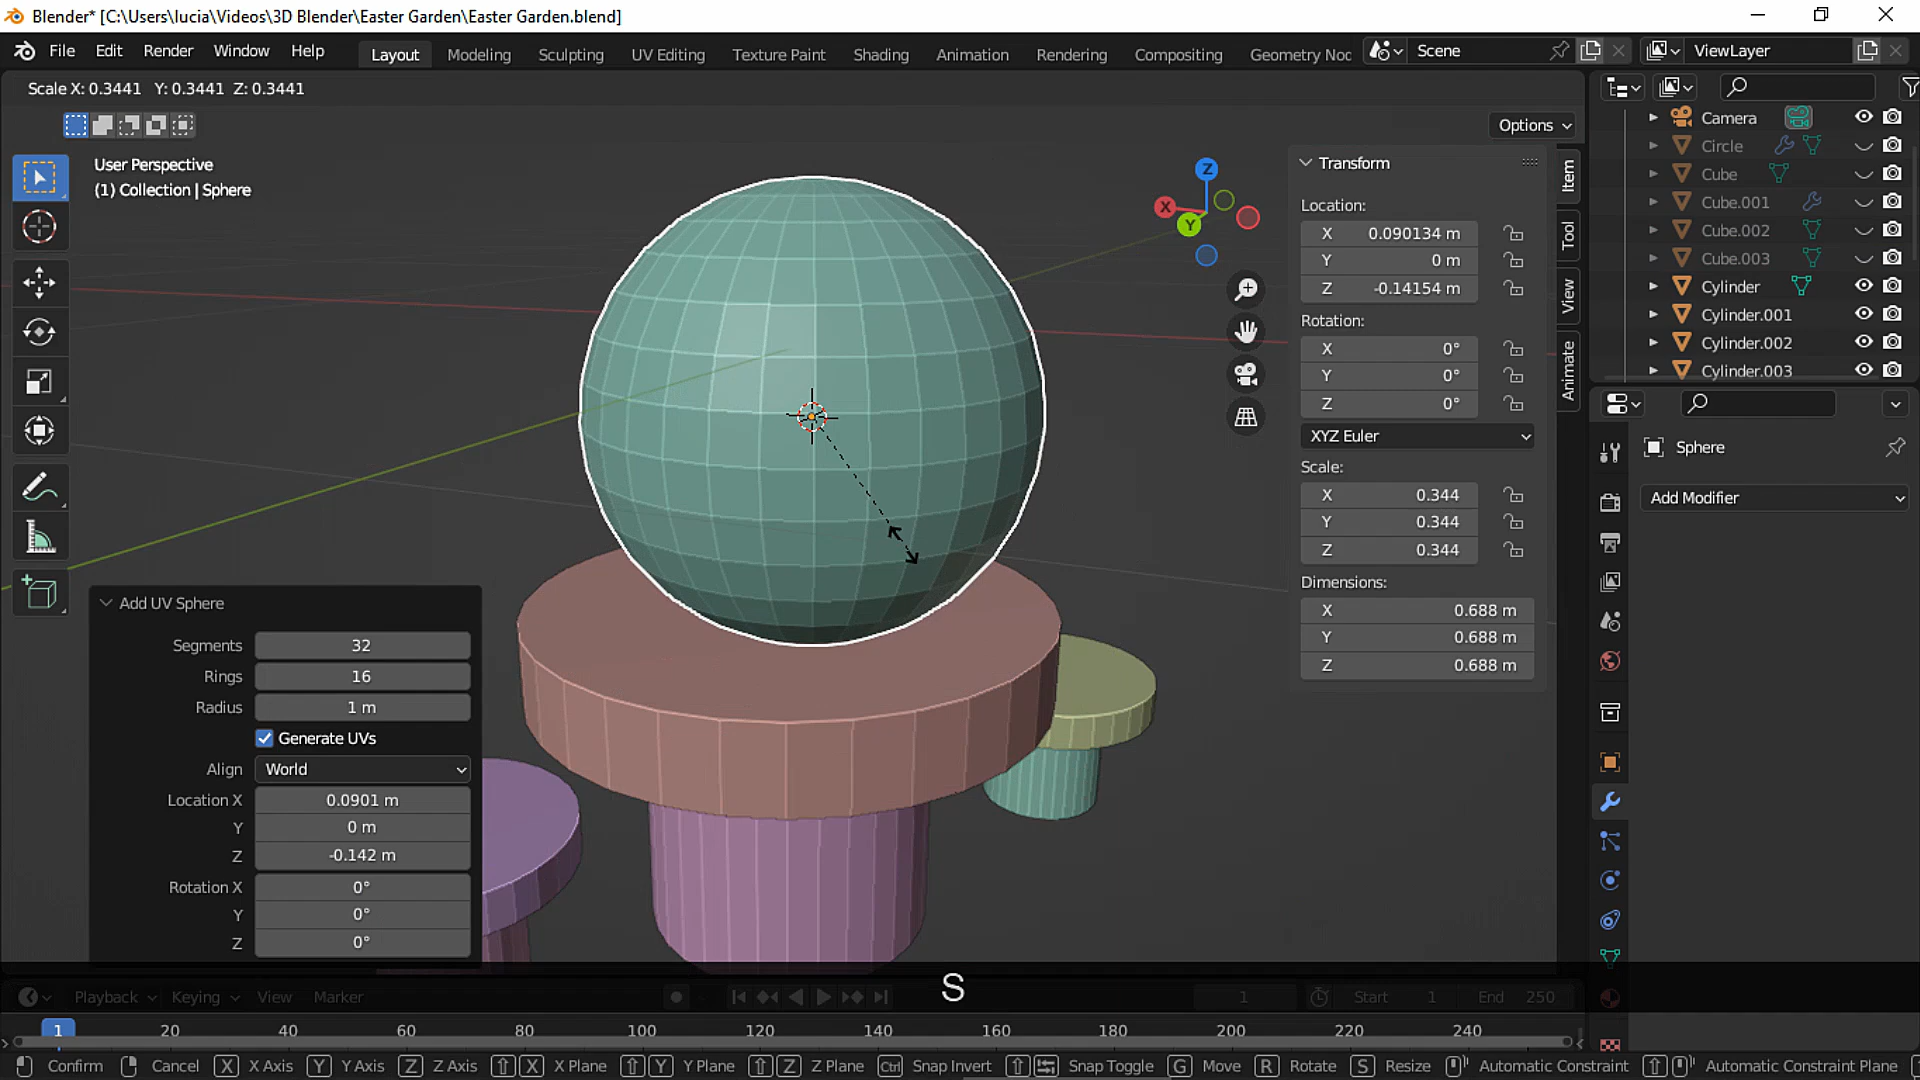 Blender* [C:\Users\lucia\Videos\3D Blender\Easter Garden\Easter Garden.blend]
File Edit Render Window Help Layout Modeling Sculpting UV Editing Texture Paint Shading Animation Rendering Compositing Geometry Noc Scene ViewLayer
Scale X: 0.3441 Y: 0.3441 Z: 0.3441
Options
User Perspective
(1) Collection | Sphere
Z
X
Y
Transform
Location:
X 0.090134 m
Y 0 m
Z -0.14154 m
Rotation:
X 0°
Y 0°
Z 0°
XYZ Euler
Scale:
X 0.344
Y 0.344
Z 0.344
Dimensions:
X 0.688 m
Y 0.688 m
Z 0.688 m
Item
Tool
View
Animate
Camera
Circle
Cube
Cube.001
Cube.002
Cube.003
Cylinder
Cylinder.001
Cylinder.002
Cylinder.003
Sphere
Add Modifier
Add UV Sphere
Segments 32
Rings 16
Radius 1 m
Generate UVs
Align World
Location X 0.0901 m
Y 0 m
Z -0.142 m
Rotation X 0°
Y 0°
Z 0°
S
Playback Keying View Marker 1 Start 1 End 250
1 20 40 60 80 100 120 140 160 180 200 220 240
Confirm Cancel X X Axis Y Y Axis Z Z Axis X X Plane Y Y Plane Z Z Plane Ctrl Snap Invert Snap Toggle G Move R Rotate S Resize Automatic Constraint Automatic Constraint Plane